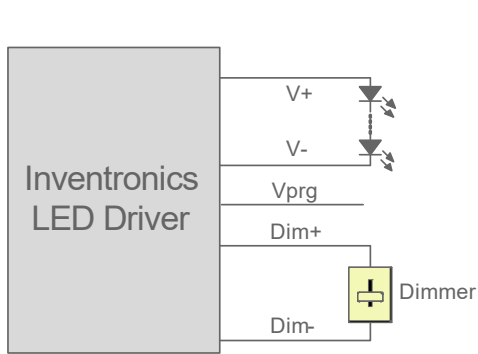 Inventronics
LED Driver
V+
V-
Vprg
Dim+
Dimmer
Dim-